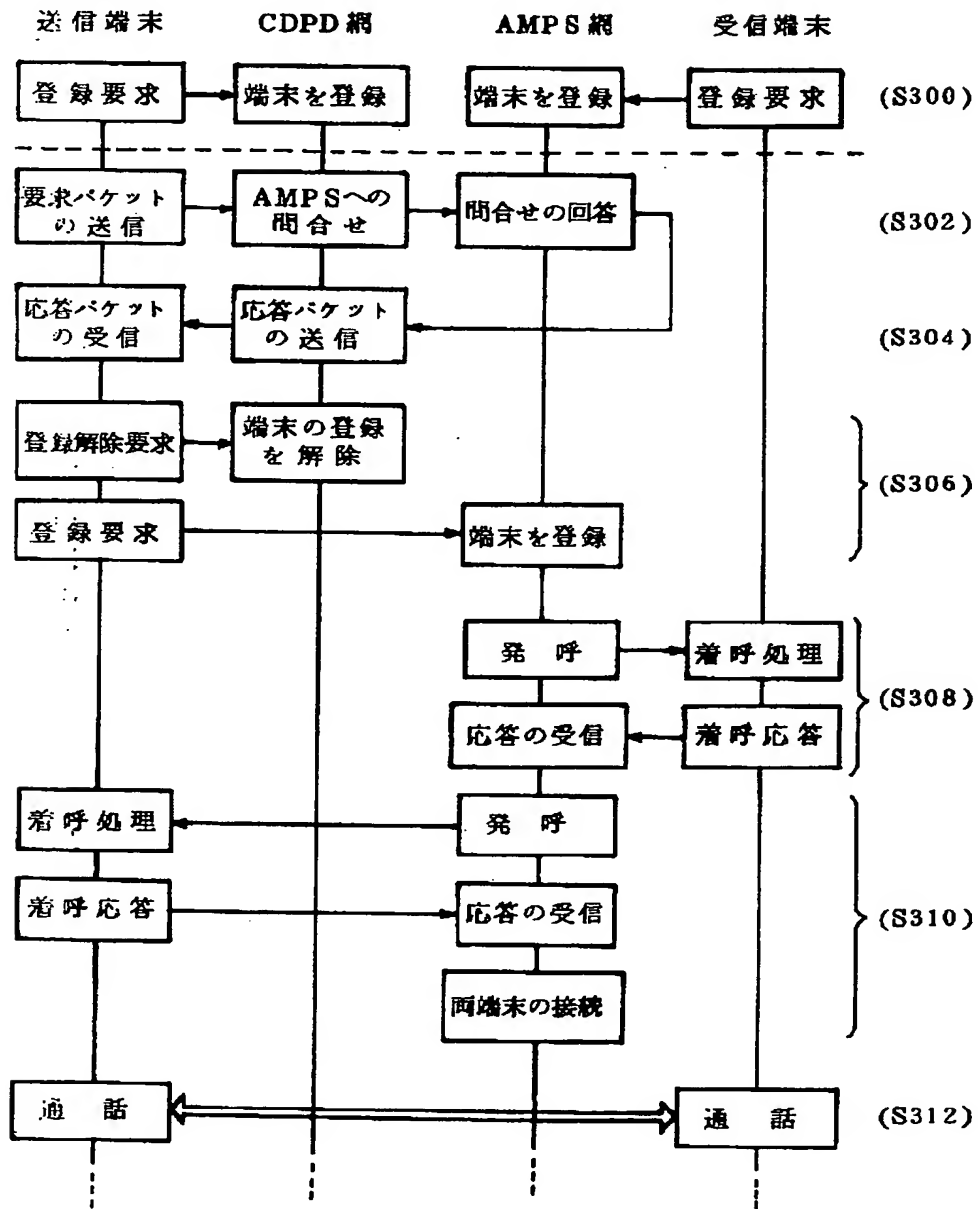 送信端末 CDPD網 AMPS網 受信端末
登録要求 端末を登録 端末を登録 登録要求 (S300)
要求パケット
の送信
AMPSへの
問合せ
問合せの回答
(S302)
応答パケット
の受信
応答パケット
の送信
(S304)
登録解除要求
端末の登録
を解除
(S306)
登録要求 端末を登録
発呼 着呼処理
(S308)
応答の受信 着呼応答
着呼処理 発呼
着呼応答 応答の受信
(S310)
両端末の接続
通話 通話 (S312)